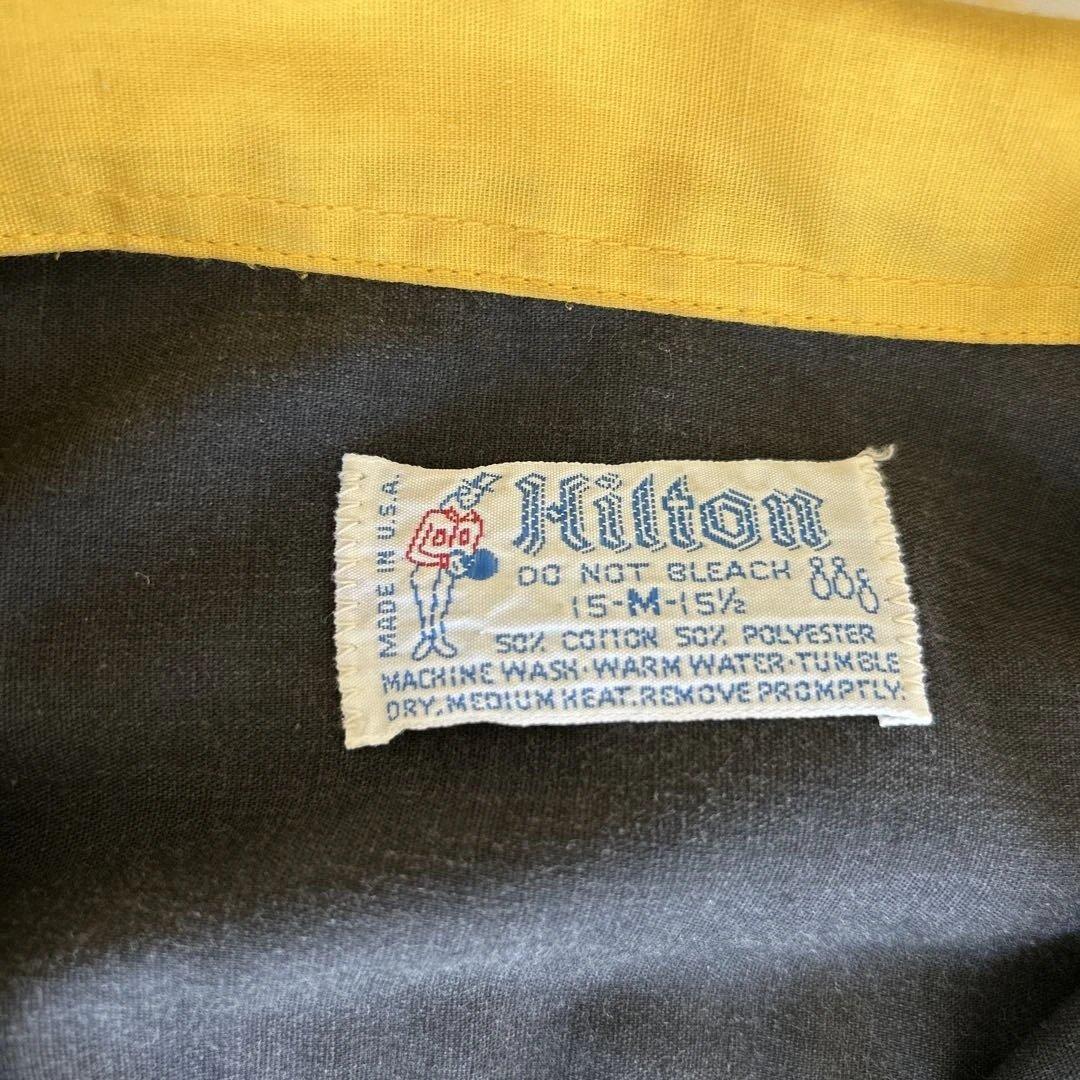 MADE IN U.S.A.
Hilton
DO NOT BLEACH
15-M-15½
50% COTTON 50% POLYESTER
MACHINE WASH·WARM WATER·TUMBLE
DRY, MEDIUM HEAT. REMOVE PROMPTLY.